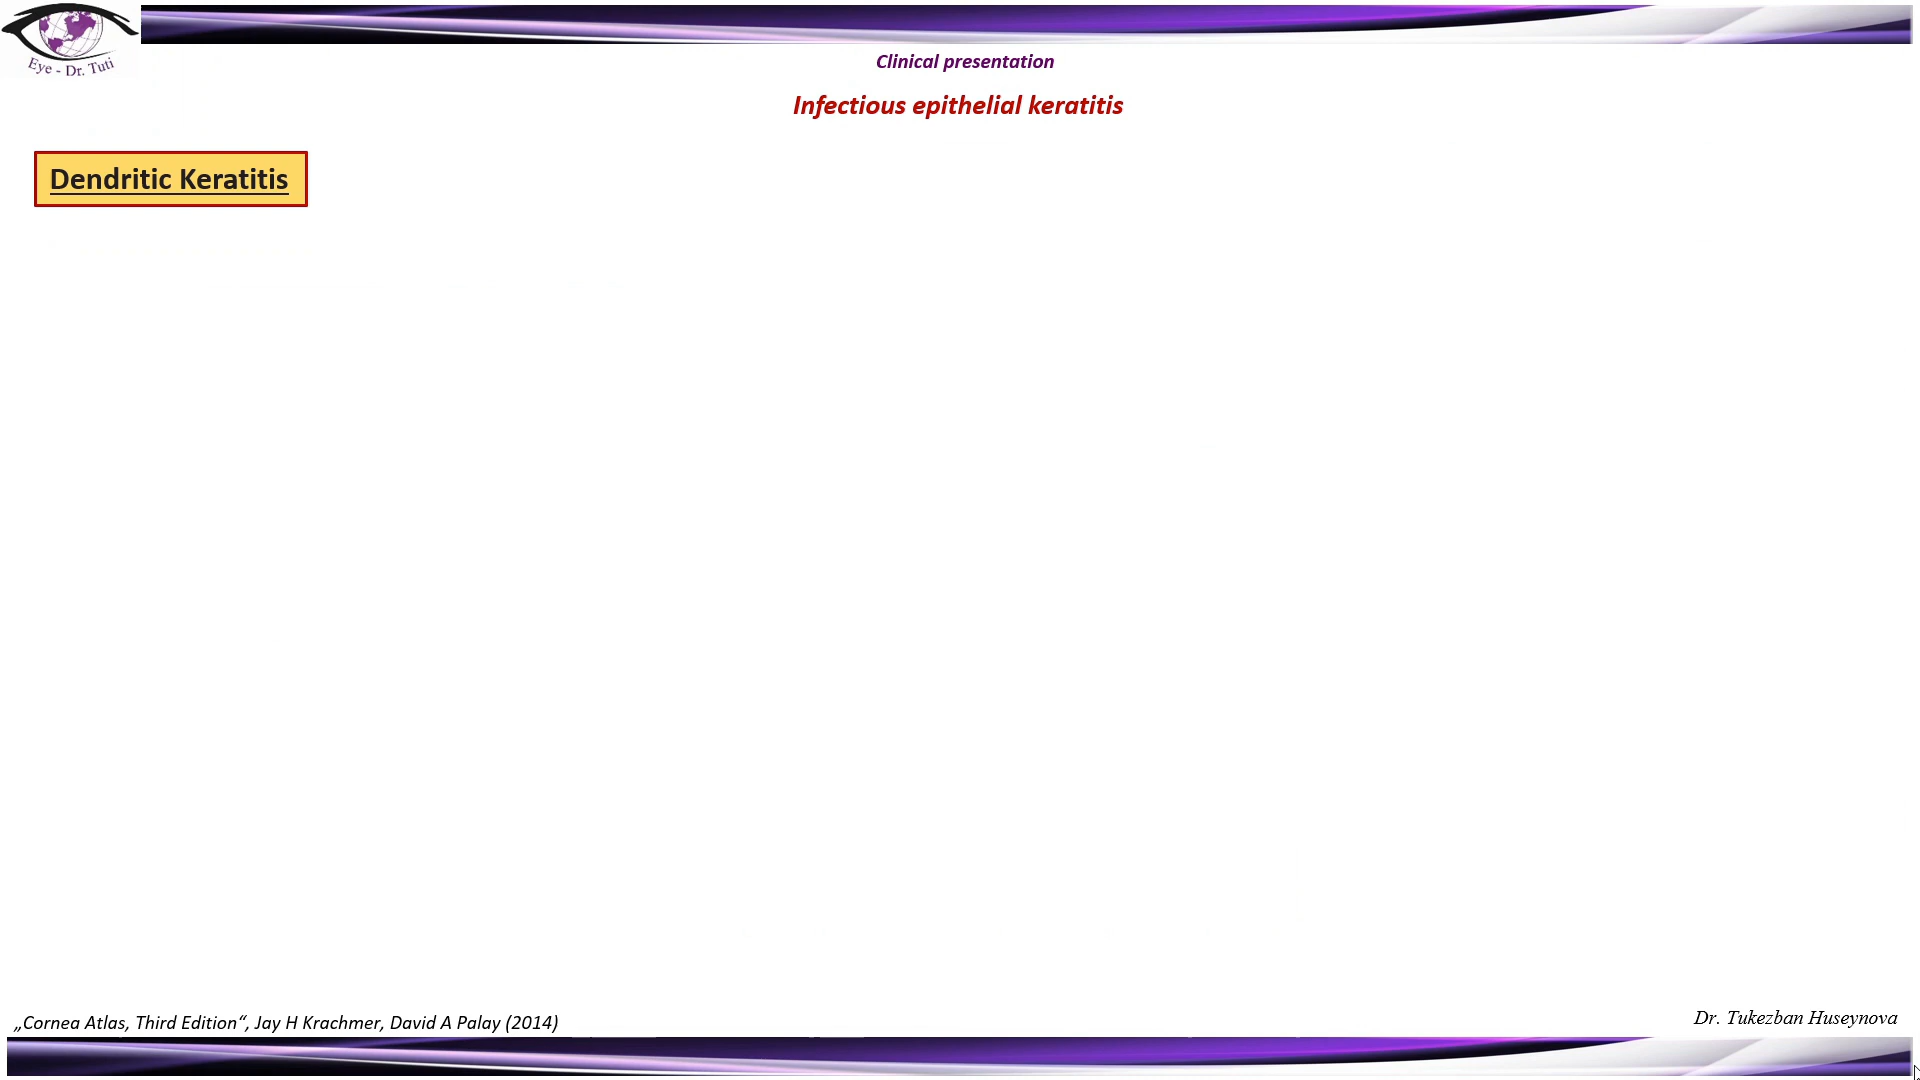 Eye - Dr. Tuti
Clinical presentation
Infectious epithelial keratitis
Dendritic Keratitis
„Cornea Atlas, Third Edition“, Jay H Krachmer, David A Palay (2014)
Dr. Tukezban Huseynova